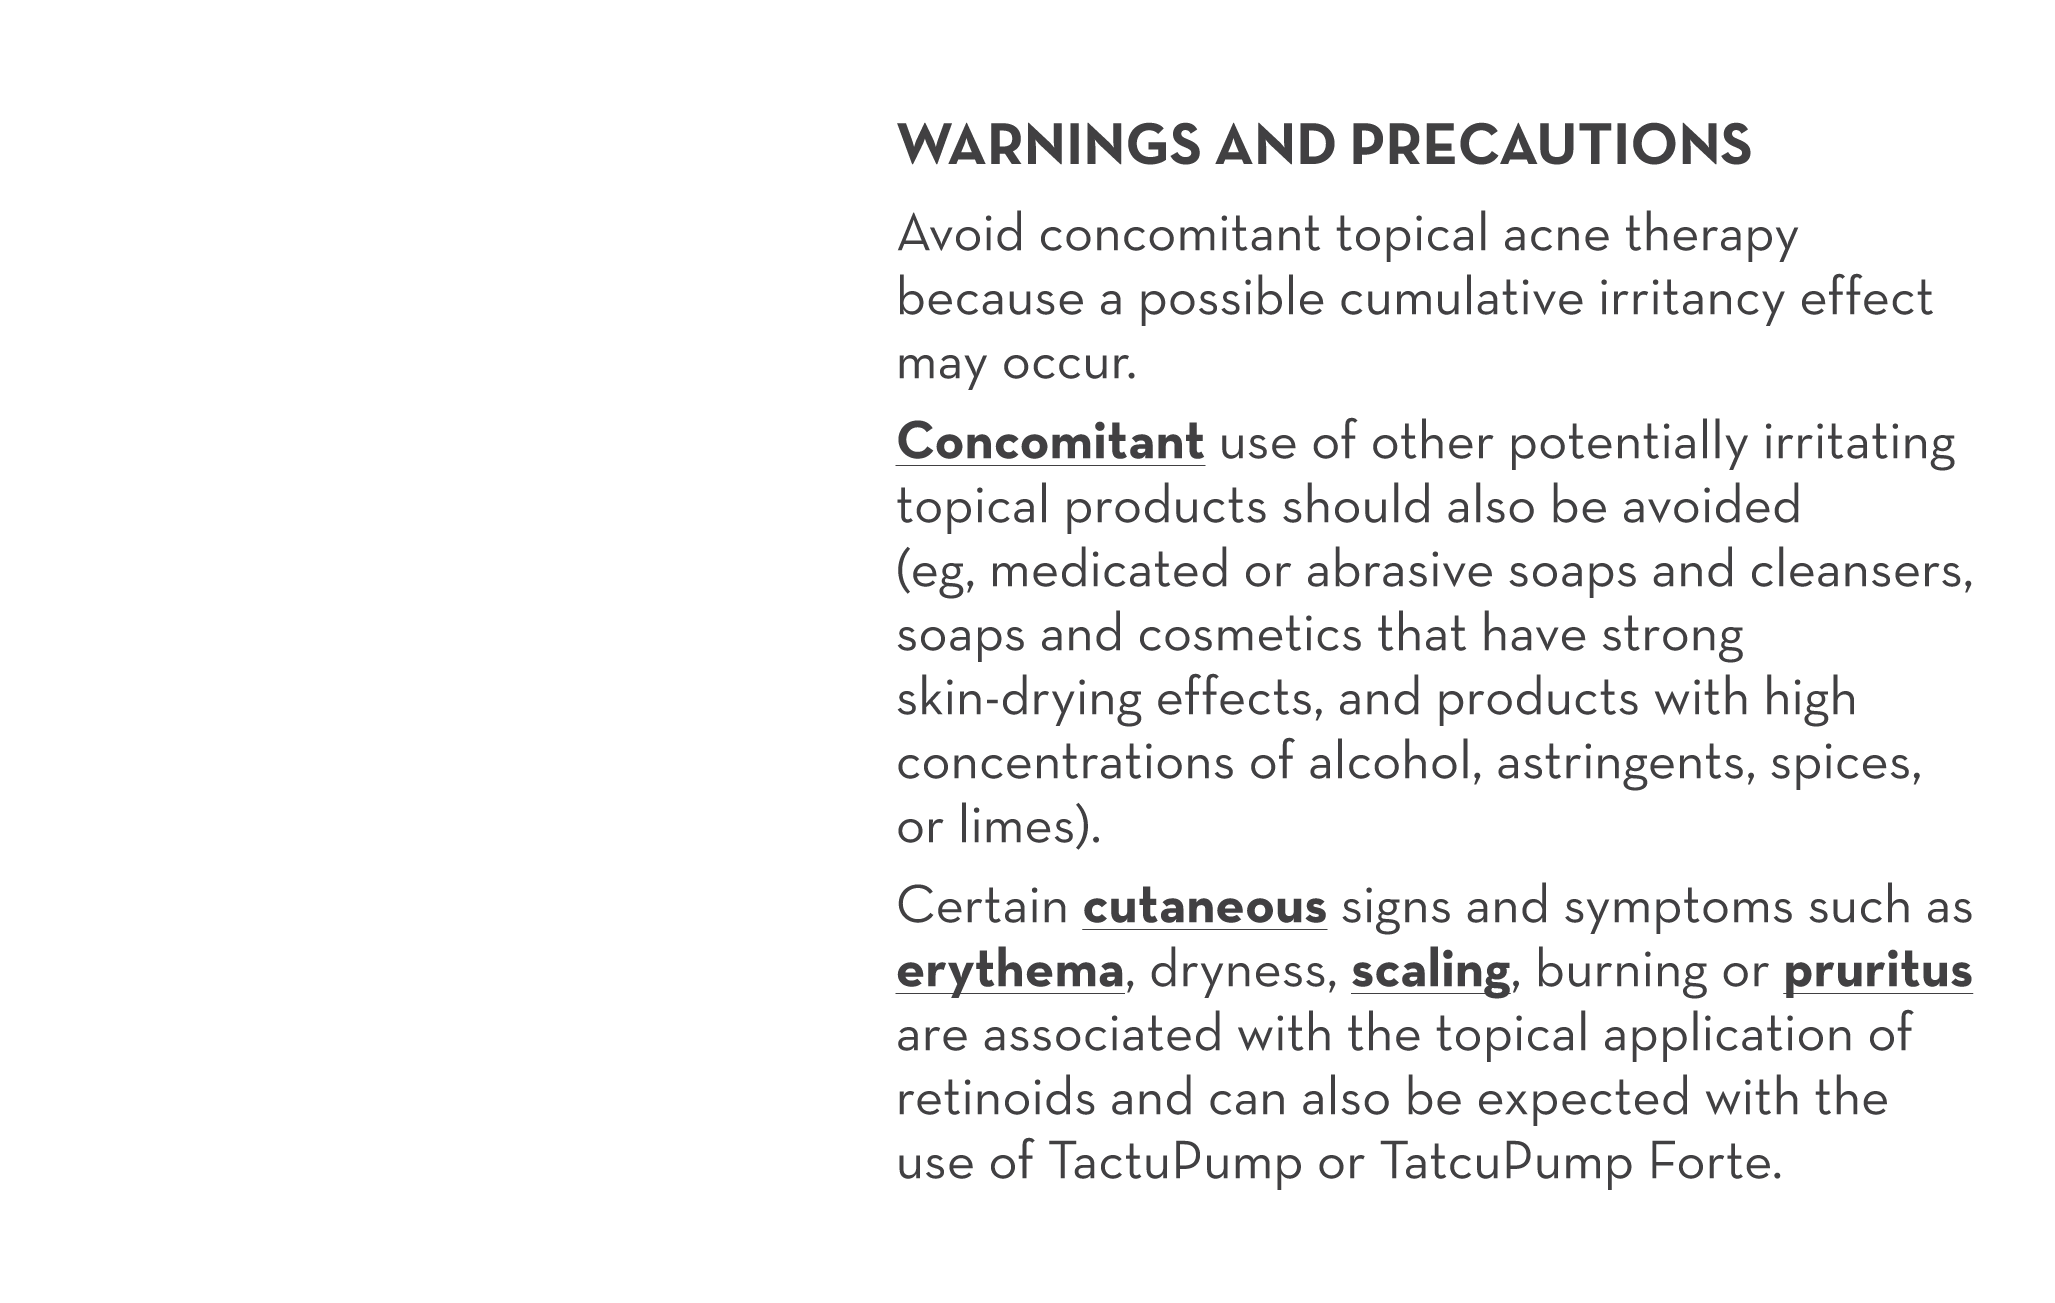 WARNINGS AND PRECAUTIONS
Avoid concomitant topical acne therapy
because a possible cumulative irritancy effect
may occur.
Concomitant use of other potentially irritating
topical products should also be avoided
(eg, medicated or abrasive soaps and cleansers,
soaps and cosmetics that have strong
skin-drying effects, and products with high
concentrations of alcohol, astringents, spices,
or limes).
Certain cutaneous signs and symptoms such as
erythema, dryness, scaling, burning or pruritus
are associated with the topical application of
retinoids and can also be expected with the
use of TactuPump or TatcuPump Forte.